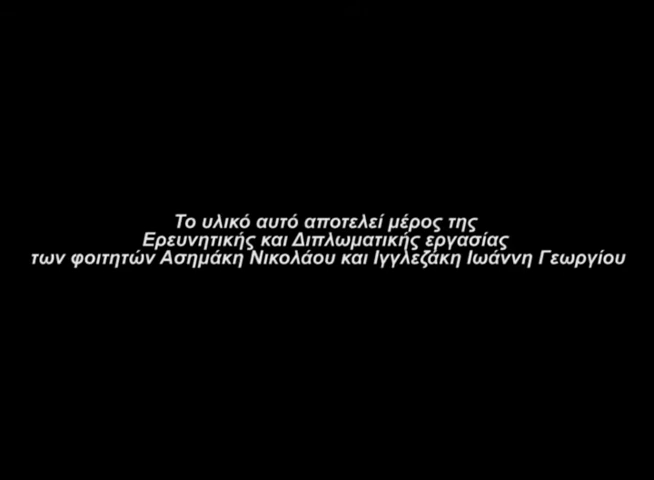 Το υλικό αυτό αποτελεί μέρος της
Ερευνητικής και Διπλωματικής εργασίας
των φοιτητών Ασημάκη Νικολάου και Ιγγλεζάκη Ιωάννη Γεωργίου